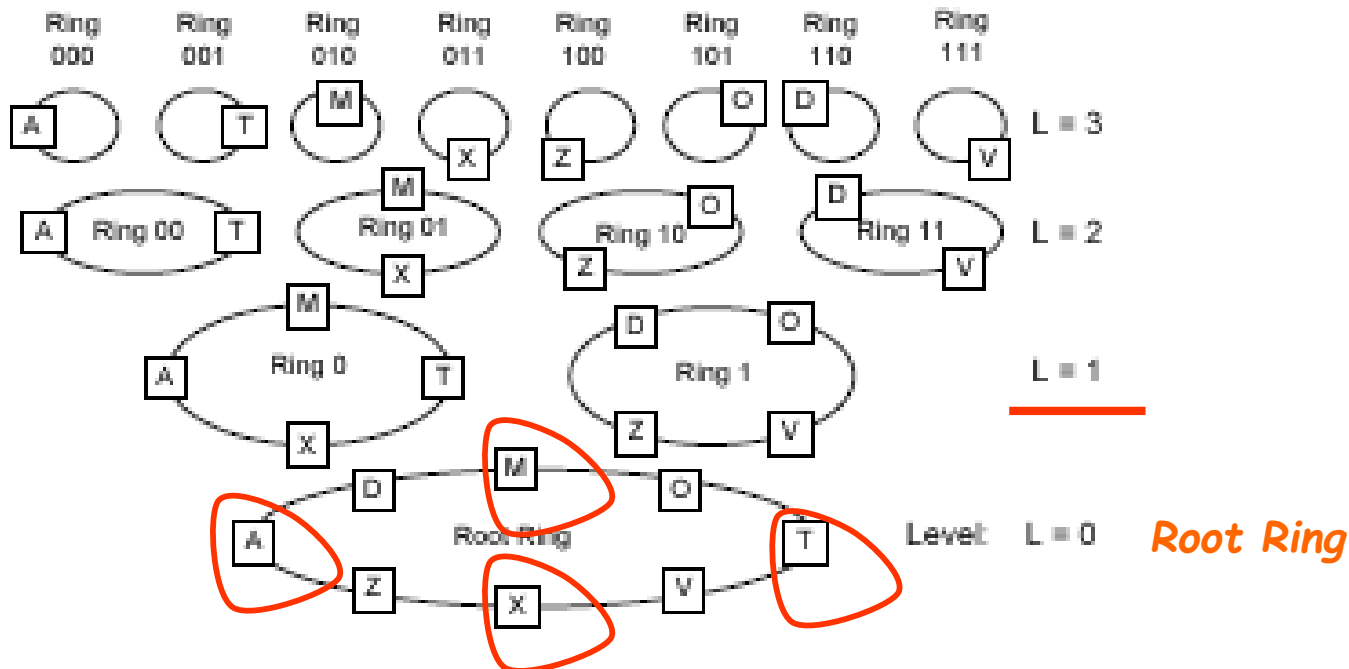 Ring Ring Ring Ring Ring Ring Ring Ring
000 001 010 011 100 101 110 111
A T M X Z O D V L = 3
A Ring 00 T M Ring 01 X Z Ring 10 O D Ring 11 V L = 2
M
A Ring 0 T
X
D O
Ring 1
Z V
L = 1
D M O
A Root Ring T Level: L = 0 Root Ring
Z X V